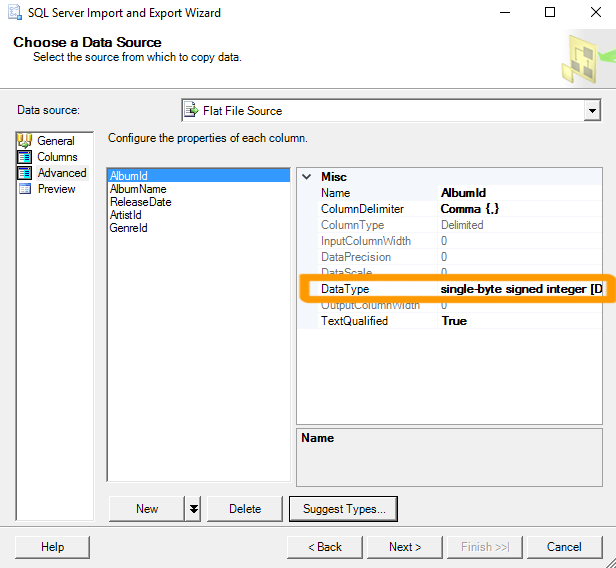 SQL Server Import and Export Wizard
Choose a Data Source
Select the source from which to copy data.
Data source:
Flat File Source
General
Columns
Advanced
Preview
Configure the properties of each column.
AlbumId
AlbumName
ReleaseDate
ArtistId
GenreId
Misc
Name AlbumId
ColumnDelimiter Comma {,}
ColumnType Delimited
InputColumnWidth 0
DataPrecision 0
DataScale 0
DataType single-byte signed integer [D
OutputColumnWidth 0
TextQualified True
Name
New
Delete
Suggest Types...
Help
< Back
Next >
Finish >>|
Cancel